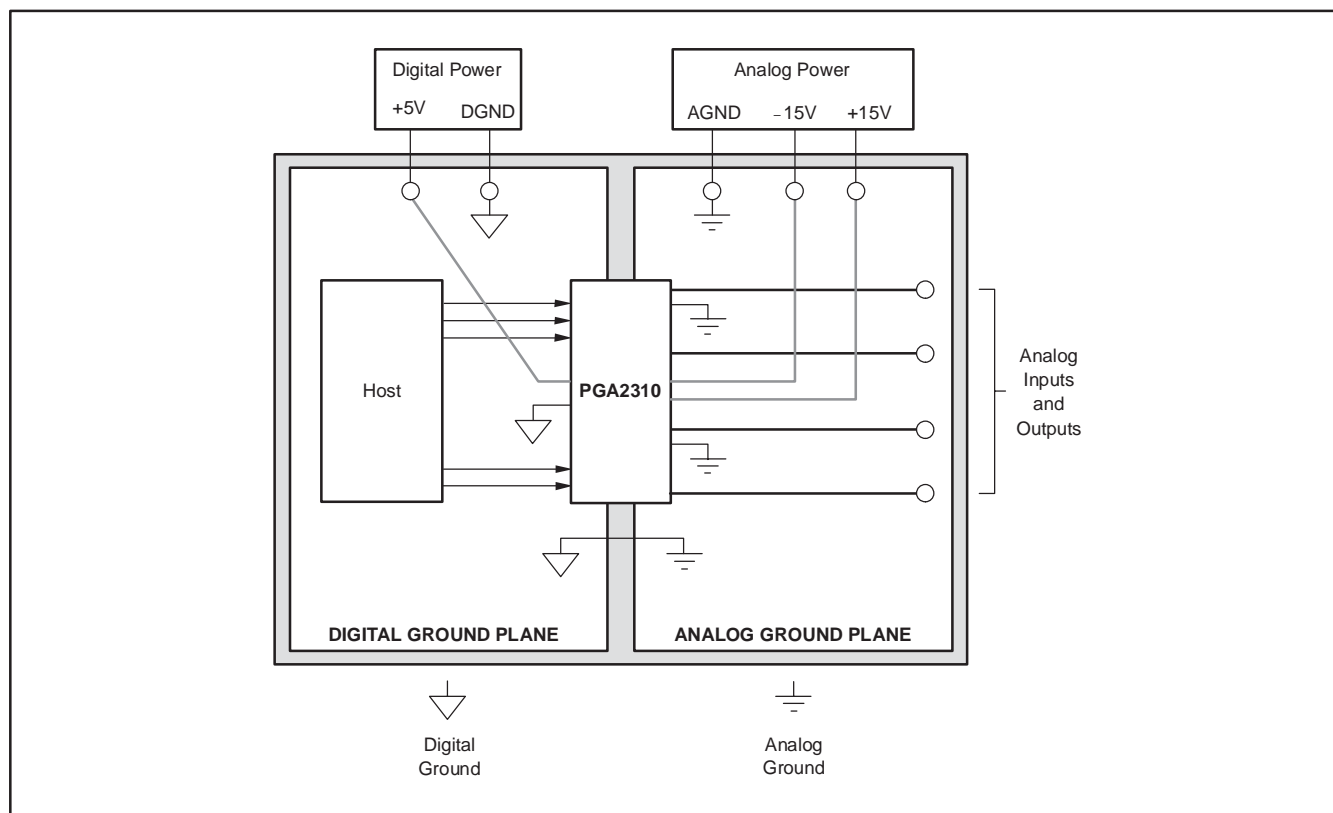 Digital Power
+5V
DGND
Analog Power
AGND
−15V
+15V
Host
PGA2310
Analog
Inputs
and
Outputs
DIGITAL GROUND PLANE
ANALOG GROUND PLANE
Digital
Ground
Analog
Ground